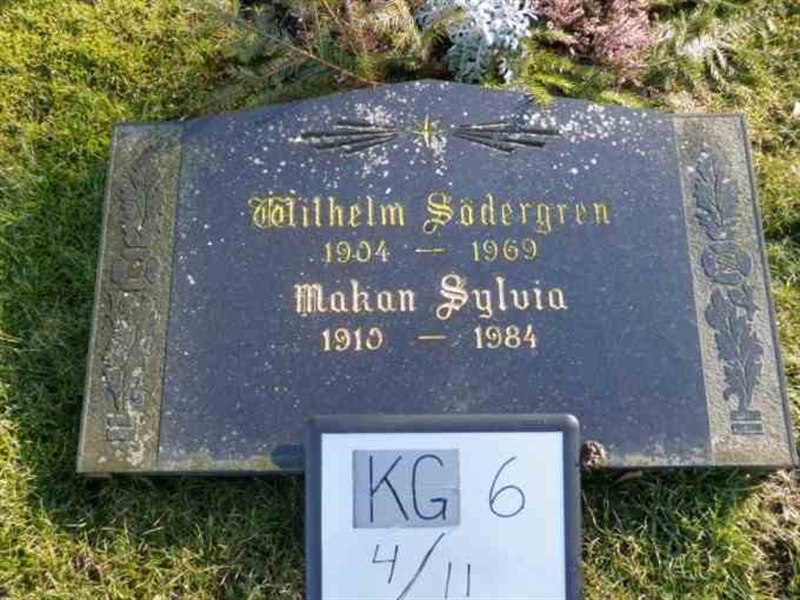 Wilhelm Södergren
1904 — 1969
Makan Sylvia
1910 — 1984
KG 6
4/11